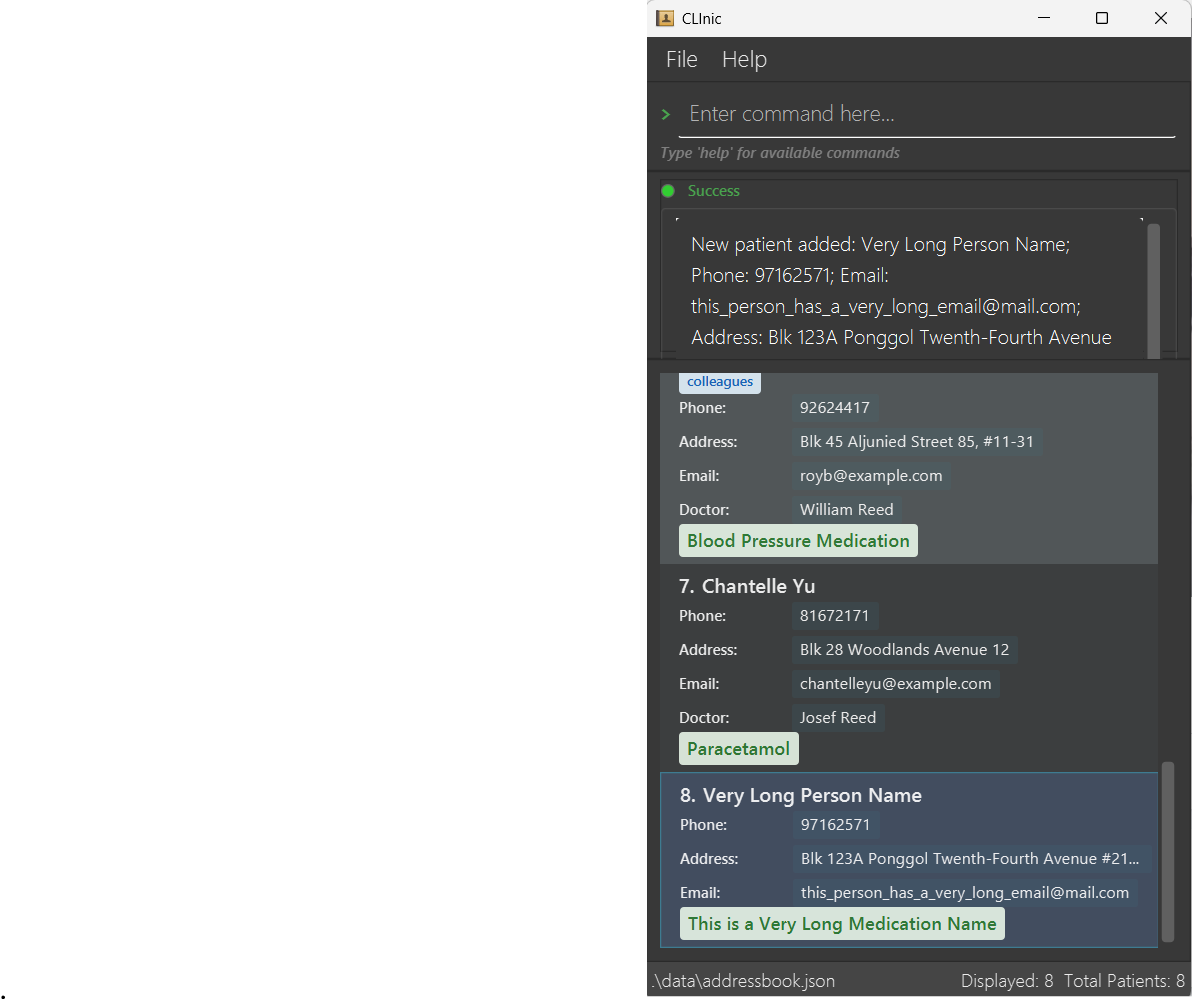 CLInic
File Help
> Enter command here...
Type 'help' for available commands
Success
New patient added: Very Long Person Name;
Phone: 97162571; Email:
this_person_has_a_very_long_email@mail.com;
Address: Blk 123A Ponggol Twenth-Fourth Avenue
colleagues
Phone: 92624417
Address: Blk 45 Aljunied Street 85, #11-31
Email: royb@example.com
Doctor: William Reed
Blood Pressure Medication
7. Chantelle Yu
Phone: 81672171
Address: Blk 28 Woodlands Avenue 12
Email: chantelleyu@example.com
Doctor: Josef Reed
Paracetamol
8. Very Long Person Name
Phone: 97162571
Address: Blk 123A Ponggol Twenth-Fourth Avenue #21...
Email: this_person_has_a_very_long_email@mail.com
This is a Very Long Medication Name
.\data\addressbook.json Displayed: 8 Total Patients: 8
.